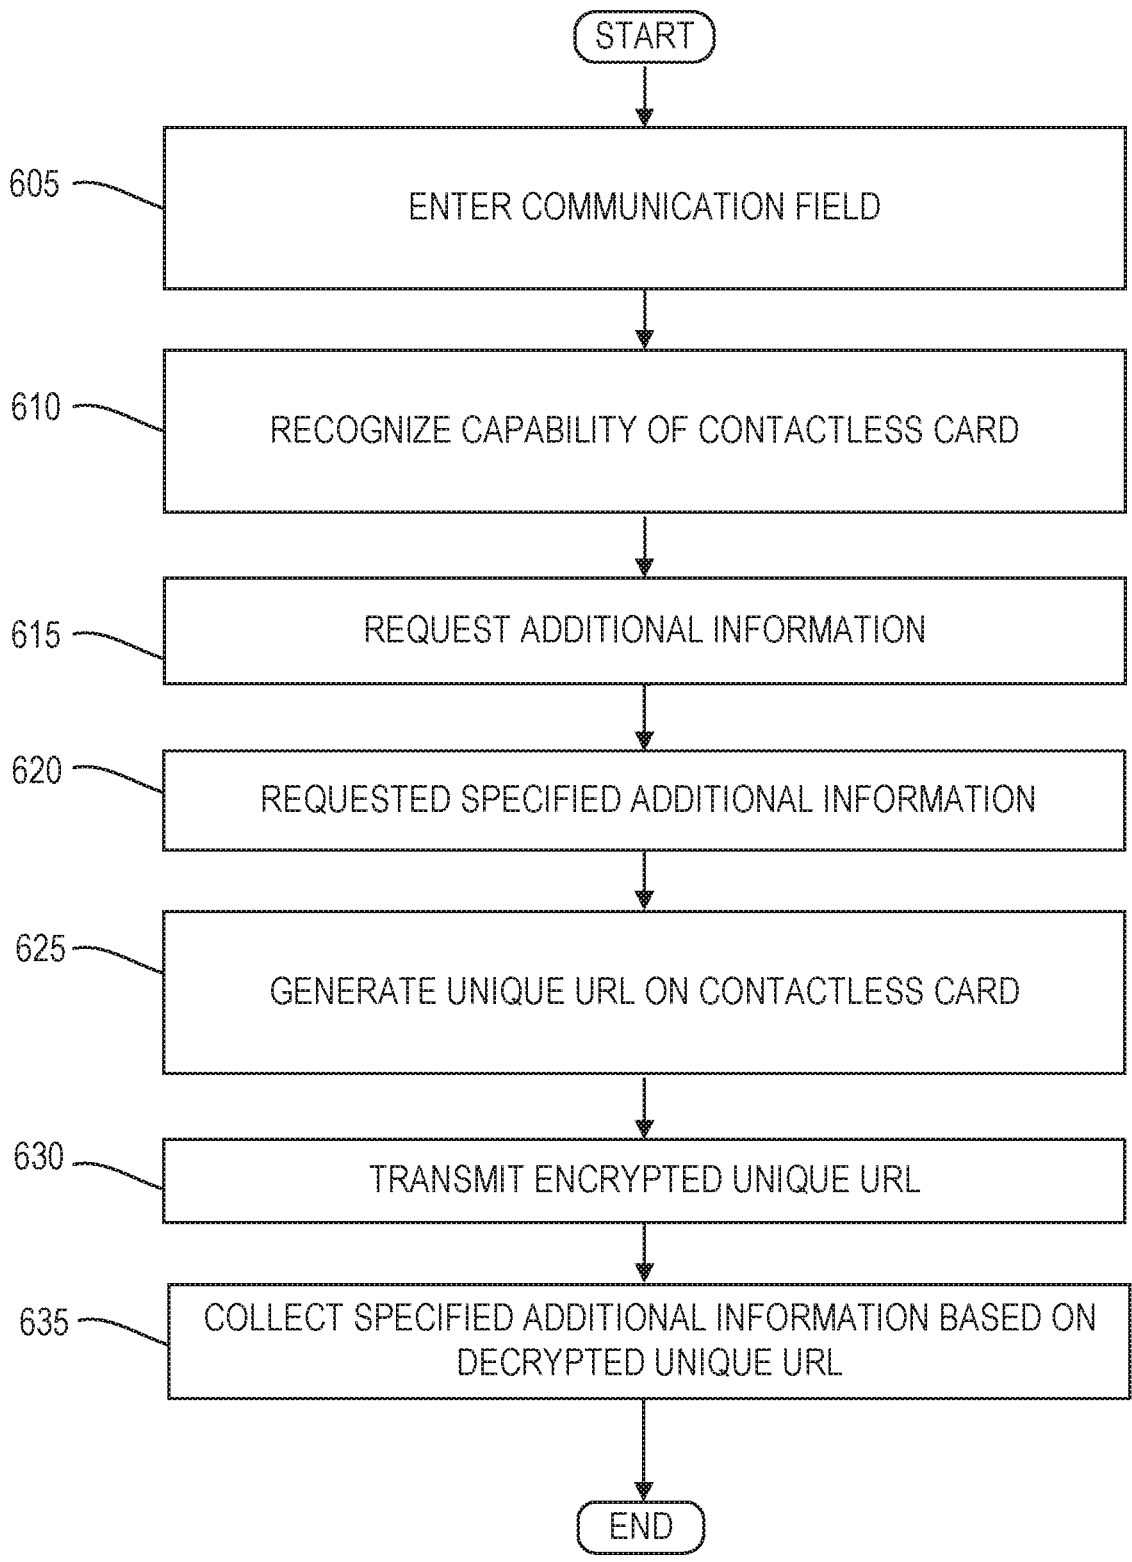 START
605
ENTER COMMUNICATION FIELD
610
RECOGNIZE CAPABILITY OF CONTACTLESS CARD
615
REQUEST ADDITIONAL INFORMATION
620
REQUESTED SPECIFIED ADDITIONAL INFORMATION
625
GENERATE UNIQUE URL ON CONTACTLESS CARD
630
TRANSMIT ENCRYPTED UNIQUE URL
635
COLLECT SPECIFIED ADDITIONAL INFORMATION BASED ON
DECRYPTED UNIQUE URL
END